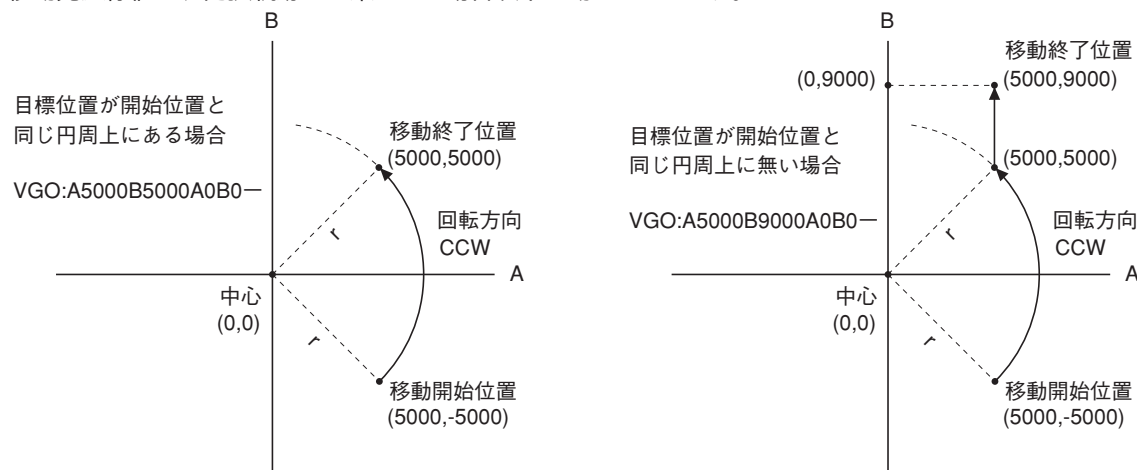 B
目標位置が開始位置と
同じ円周上にある場合
移動終了位置
(5000,5000)
VGO:A5000B5000A0B0−
r
回転方向
CCW
A
中心
(0,0)
r
移動開始位置
(5000,-5000)
B
移動終了位置
(0,9000)
(5000,9000)
目標位置が開始位置と
同じ円周上に無い場合
(5000,5000)
VGO:A5000B9000A0B0−
r
回転方向
CCW
A
中心
(0,0)
r
移動開始位置
(5000,-5000)